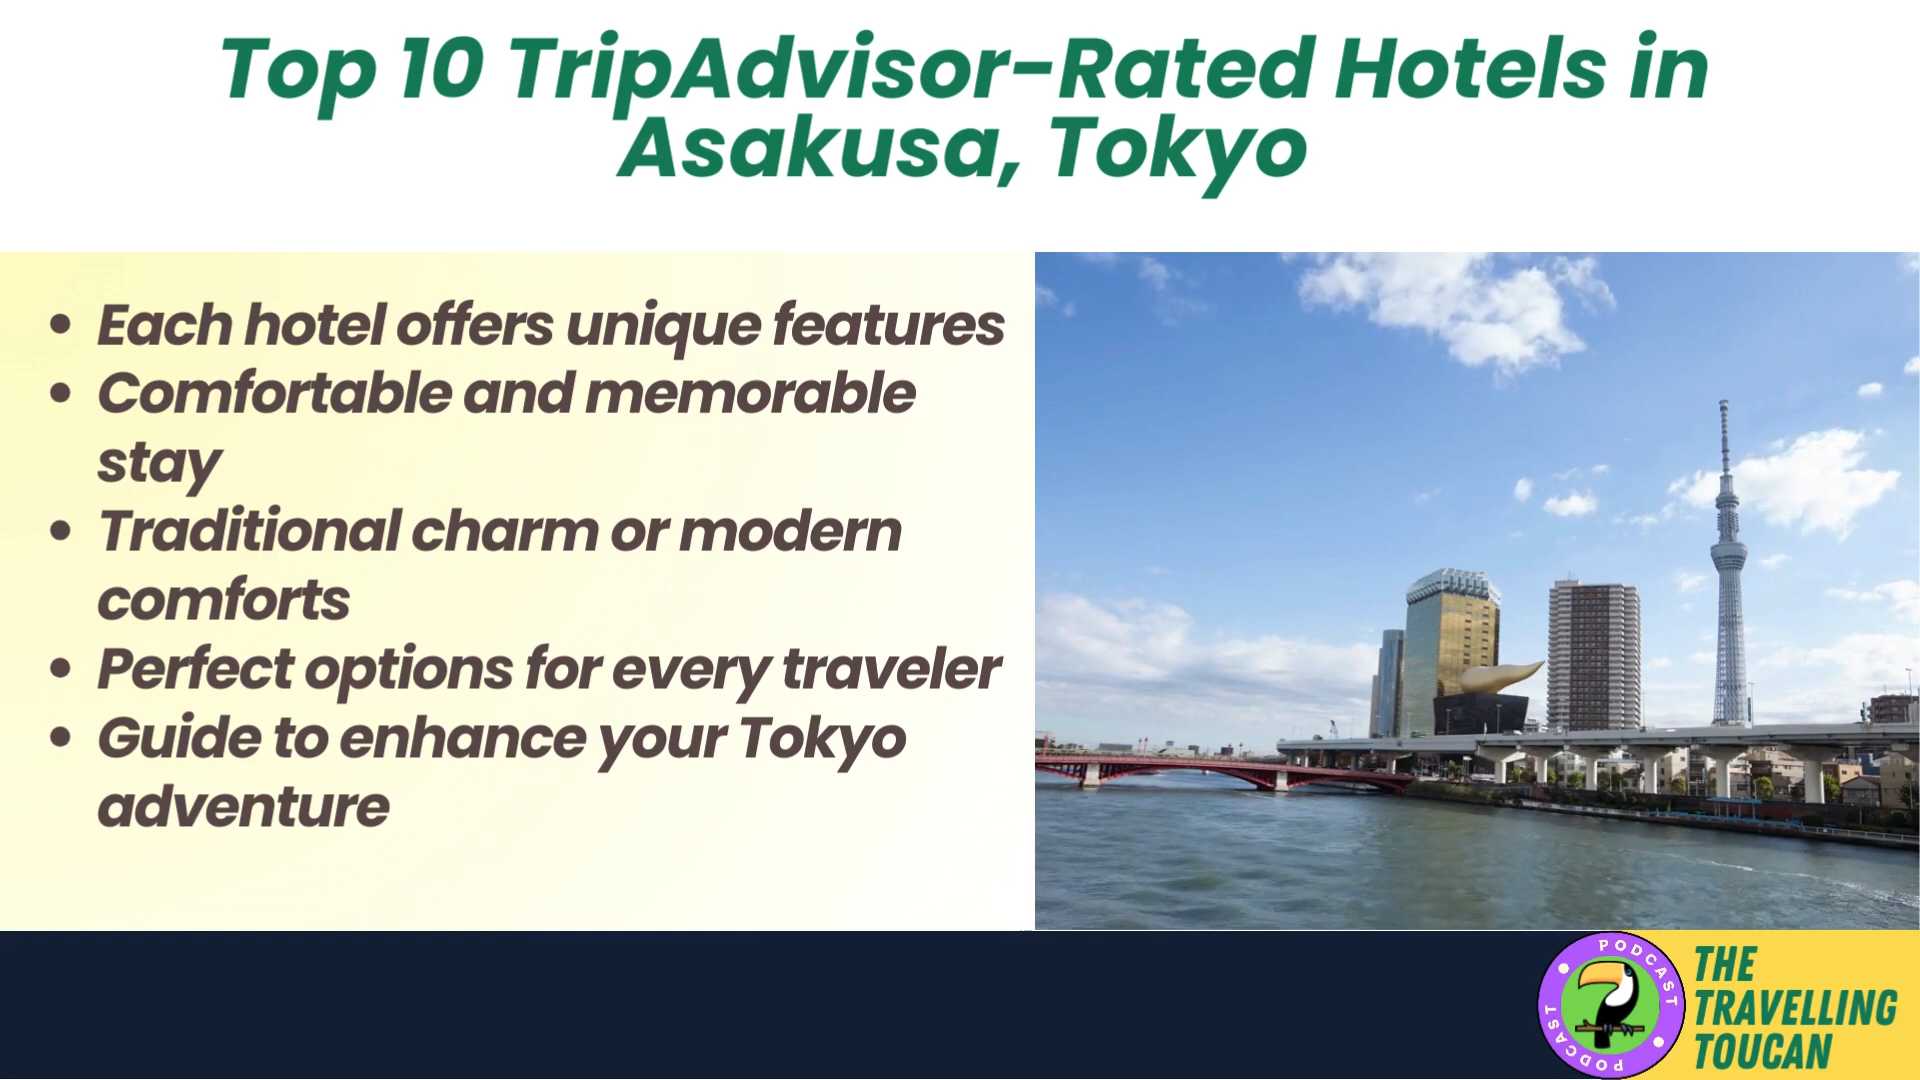 Top 10 TripAdvisor-Rated Hotels in
Asakusa, Tokyo
• Each hotel offers unique features
• Comfortable and memorable
stay
• Traditional charm or modern
comforts
• Perfect options for every traveler
• Guide to enhance your Tokyo
adventure
PODCAST
PODCAST
THE
TRAVELLING
TOUCAN